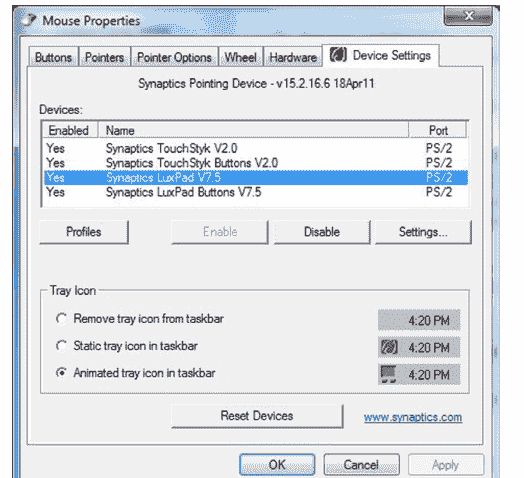 Mouse Properties
Buttons Pointers Pointer Options Wheel Hardware Device Settings
Synaptics Pointing Device - v15.2.16.6 18Apr11
Devices:
Enabled Name Port
Yes Synaptics TouchStyk V2.0 PS/2
Yes Synaptics TouchStyk Buttons V2.0 PS/2
Yes Synaptics LuxPad V7.5 PS/2
Yes Synaptics LuxPad Buttons V7.5 PS/2
Profiles Enable Disable Settings...
Tray Icon
Remove tray icon from taskbar 4:20 PM
Static tray icon in taskbar 4:20 PM
Animated tray icon in taskbar 4:20 PM
Reset Devices www.synaptics.com
OK Cancel Apply